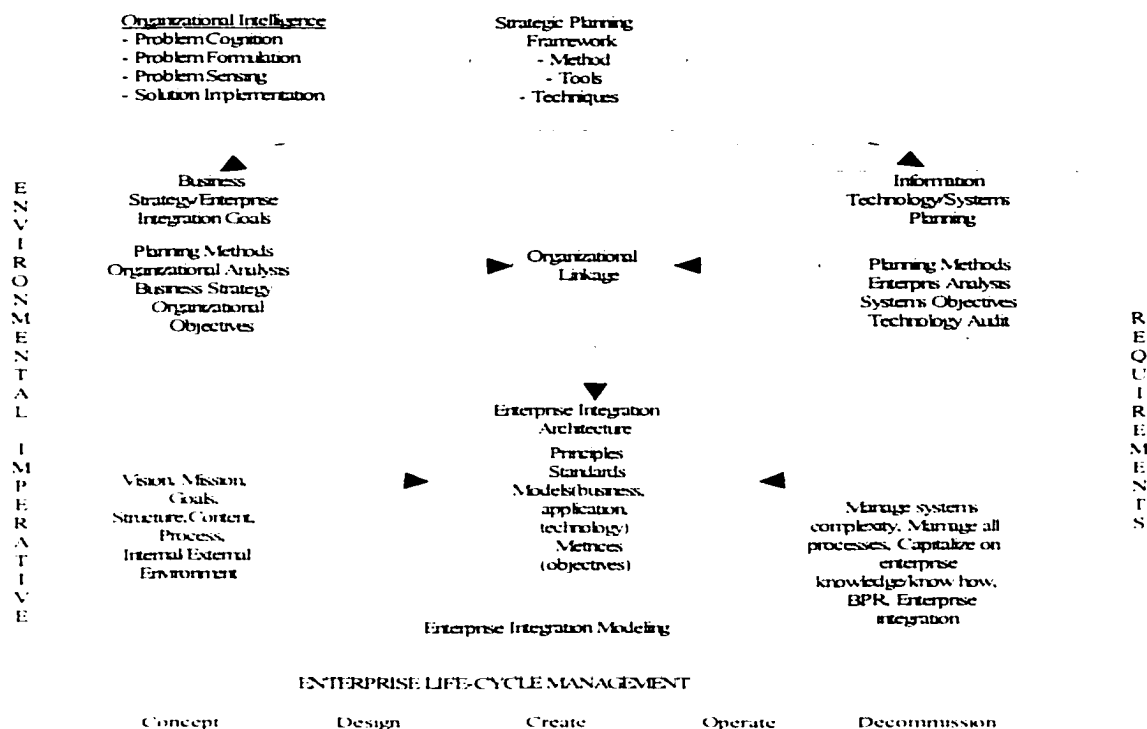 Organizational Intelligence
- Problem Cognition
- Problem Formulation
- Problem Sensing
- Solution Implementation
Strategic Planning
Framework
- Method
- Tools
- Techniques
ENVIRONMENTAL IMPERATIVE
Business
Strategy/Enterprise
Integration Goals
Planning Methods
Organizational Analysis
Business Strategy
Organizational
Objectives
Organizational
Linkage
Information
Technology/Systems
Planning
Planning Methods
Enterpris Analysis
Systems Objectives
Technology Audit
REQUIREMENTS
Enterprise Integration
Architecture
Principles
Standards
Models(business,
application,
technology)
Metrices
(objectives)
Vision, Mission,
Goals,
Structure,Content,
Process,
Internal External
Environment
Manage systems
complexity, Manage all
processes, Capitalize on
enterprise
knowledge/know how,
BPR, Enterprise
integration
Enterprise Integration Modeling
ENTERPRISE LIFE-CYCLE MANAGEMENT
Concept Design Create Operate Decommission